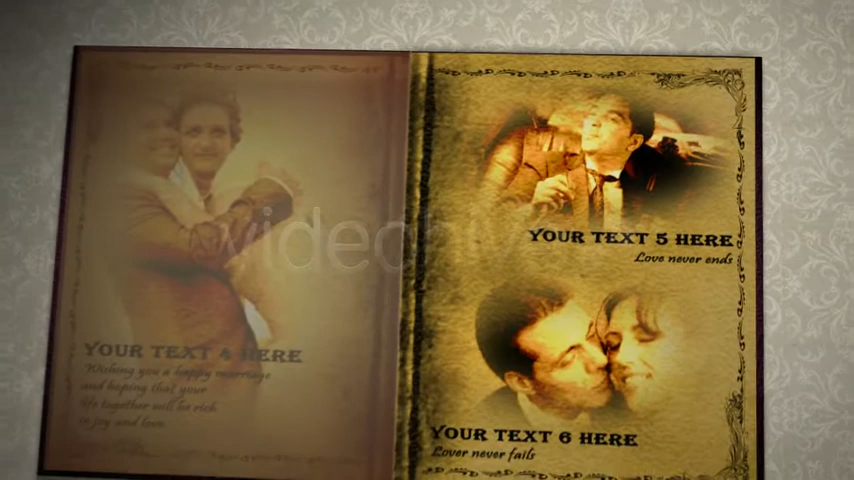 YOUR TEXT 4 HERE
Wishing you a happy marriage
and hoping that your
life together will be rich
in joy and love
YOUR TEXT 5 HERE
Love never ends
YOUR TEXT 6 HERE
Lover never fails